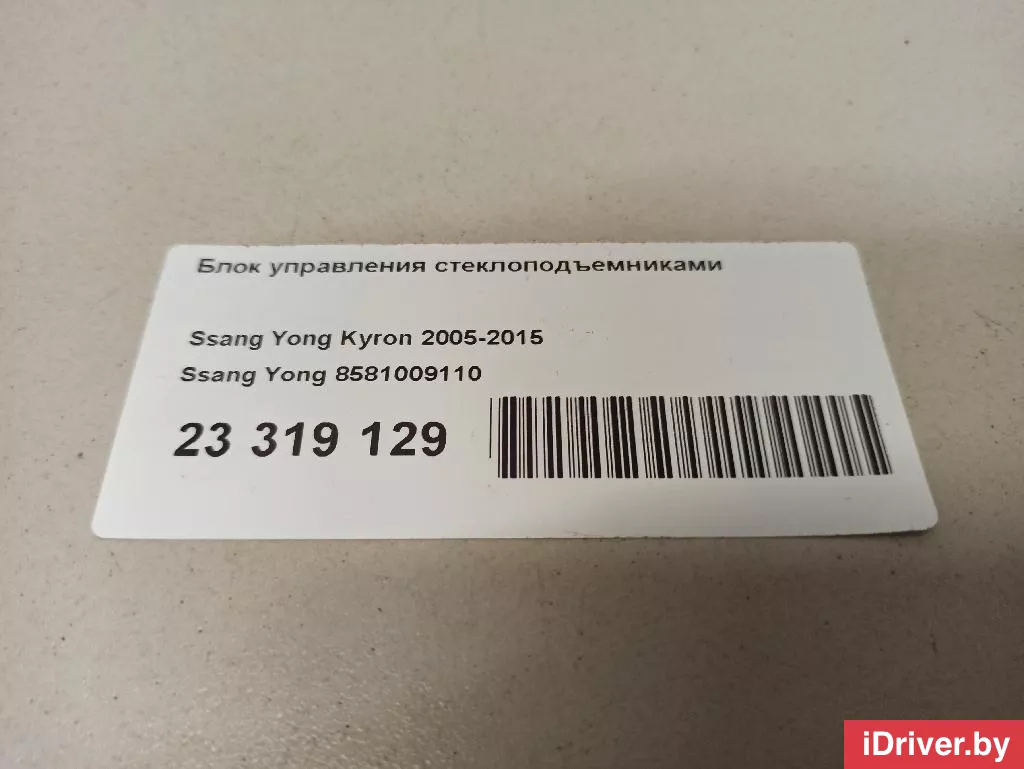 Блок управления стеклоподъемниками
Ssang Yong Kyron 2005-2015
Ssang Yong 8581009110
23 319 129
iDriver.by